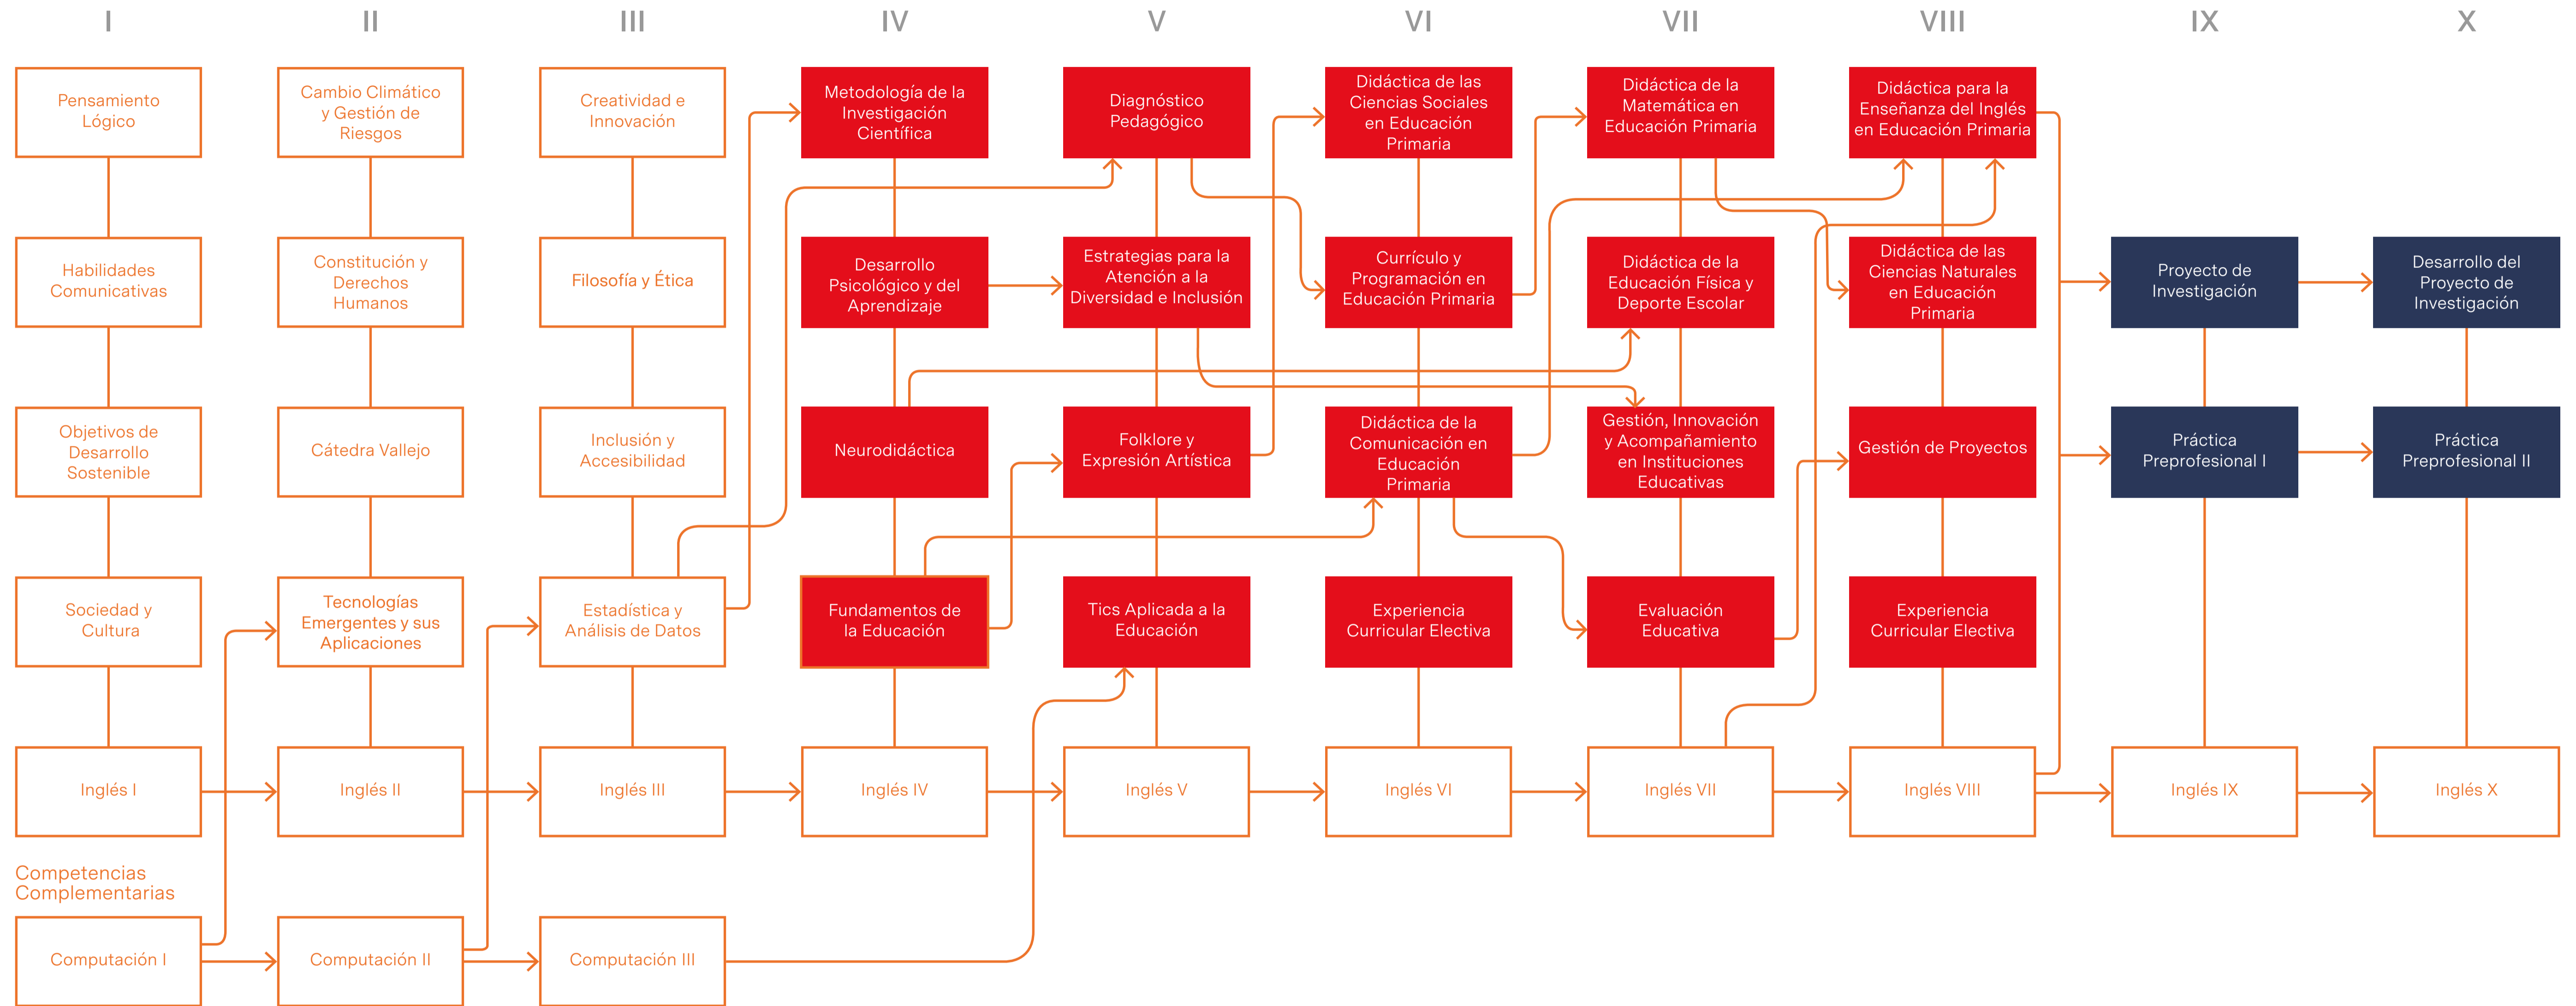 I
II
III
IV
V
VI
VII
VIII
IX
X
Pensamiento
Lógico
Cambio Climático
y Gestión de
Riesgos
Creatividad e
Innovación
Metodología de la
Investigación
Científica
Diagnóstico
Pedagógico
Didáctica de las
Ciencias Sociales
en Educación
Primaria
Didáctica de la
Matemática en
Educación Primaria
Didáctica para la
Enseñanza del Inglés
en Educación Primaria
Habilidades
Comunicativas
Constitución y
Derechos
Humanos
Filosofía y Ética
Desarrollo
Psicológico y del
Aprendizaje
Estrategias para la
Atención a la
Diversidad e Inclusión
Currículo y
Programación en
Educación Primaria
Didáctica de la
Educación Física y
Deporte Escolar
Didáctica de las
Ciencias Naturales
en Educación
Primaria
Proyecto de
Investigación
Desarrollo del
Proyecto de
Investigación
Objetivos de
Desarrollo
Sostenible
Cátedra Vallejo
Inclusión y
Accesibilidad
Neurodidáctica
Folklore y
Expresión Artística
Didáctica de la
Comunicación en
Educación
Primaria
Gestión, Innovación
y Acompañamiento
en Instituciones
Educativas
Gestión de Proyectos
Práctica
Preprofesional I
Práctica
Preprofesional II
Sociedad y
Cultura
Tecnologías
Emergentes y sus
Aplicaciones
Estadística y
Análisis de Datos
Fundamentos de
la Educación
Tics Aplicada a la
Educación
Experiencia
Curricular Electiva
Evaluación
Educativa
Experiencia
Curricular Electiva
Inglés I
Inglés II
Inglés III
Inglés IV
Inglés V
Inglés VI
Inglés VII
Inglés VIII
Inglés IX
Inglés X
Competencias
Complementarias
Computación I
Computación II
Computación III